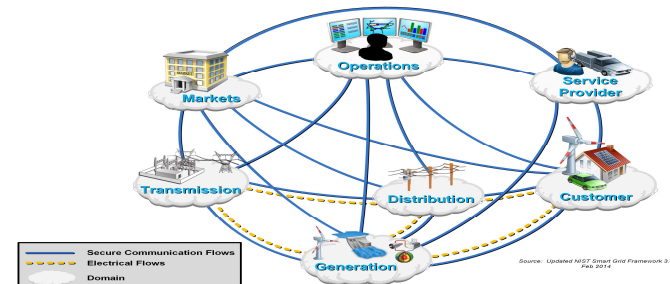 Operations
Service
Provider
Markets
Transmission
Distribution
Customer
Generation
Secure Communication Flows
Electrical Flows
Domain
Source: Updated NIST Smart Grid Framework 3.
Feb 2014